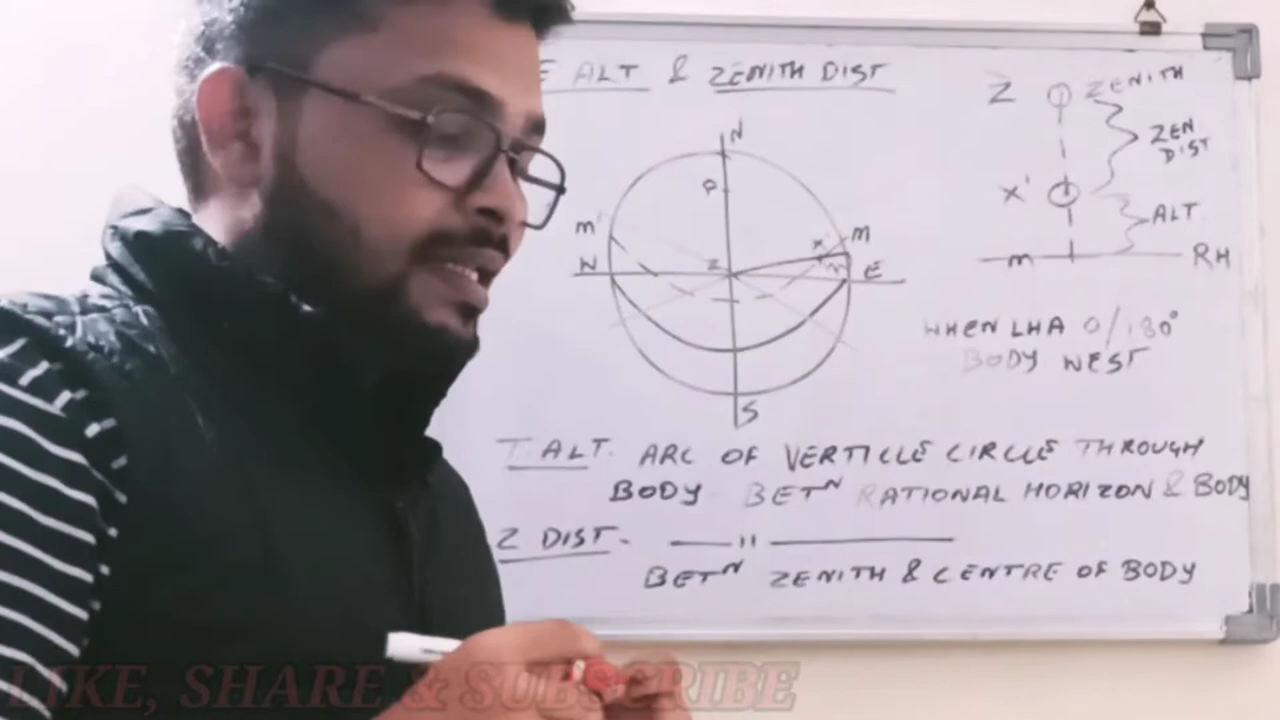 E ALT & ZENITH DIST
Z ZENITH
ZEN
DIST
X'
ALT
m RH
N
P
m' M
X
W Z m E
S
WHEN LHA 0/180°
BODY WEST
T. ALT. ARC OF VERTICLE CIRCLE THROUGH
BODY BETN RATIONAL HORIZON & BODY
Z DIST. —— 11 ————
BETN ZENITH & CENTRE OF BODY
LIKE, SHARE & SUBSCRIBE